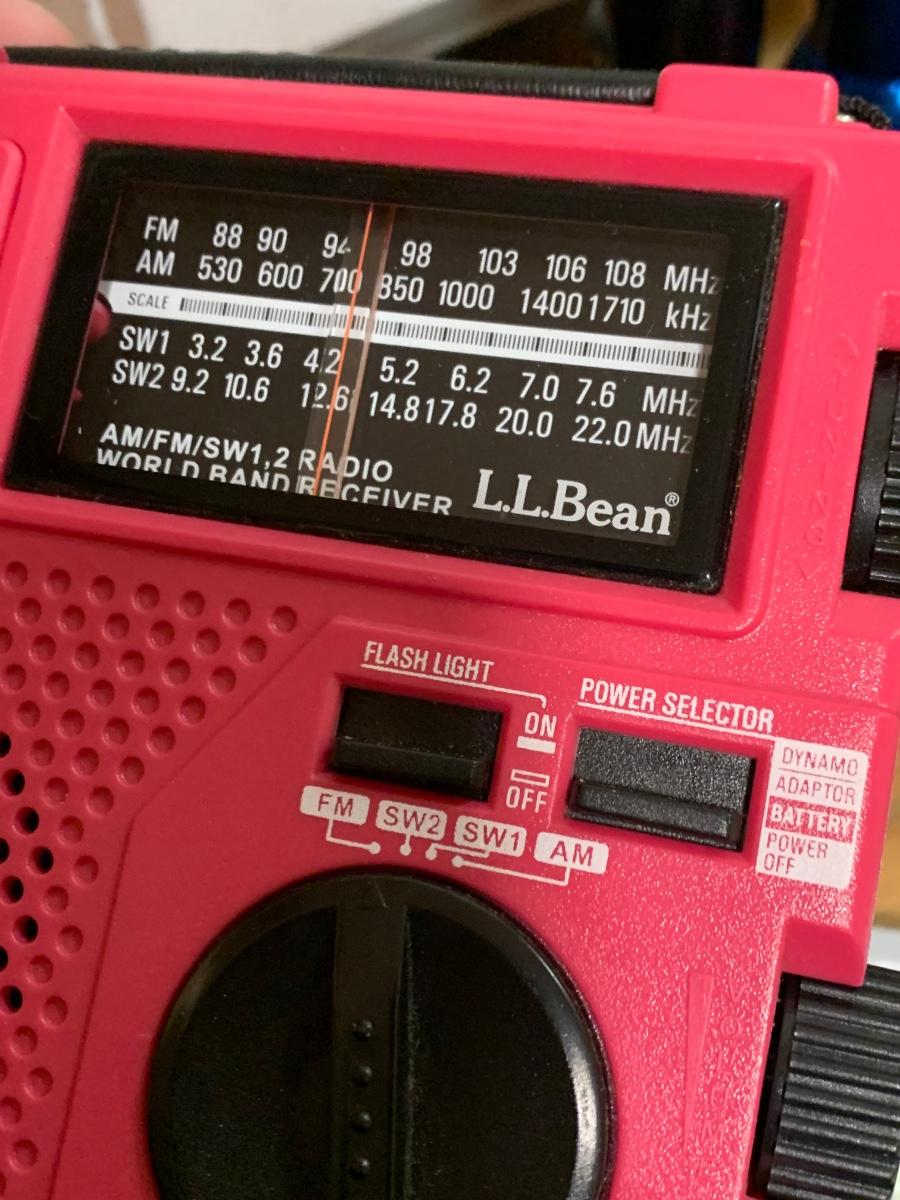 FM 88 90 94 98 103 106 108 MHz
AM 530 600 700 850 1000 1400 1710 kHz
SCALE
SW1 3.2 3.6 4.2 5.2 6.2 7.0 7.6 MHz
SW2 9.2 10.6 12.6 14.8 17.8 20.0 22.0 MHz
AM/FM/SW1,2 RADIO
WORLD BAND RECEIVER
L.L.Bean®
TUNING
FLASH LIGHT
ON
OFF
POWER SELECTOR
DYNAMO
ADAPTOR
BATTERY
POWER
OFF
FM SW2 SW1 AM
VOLUME